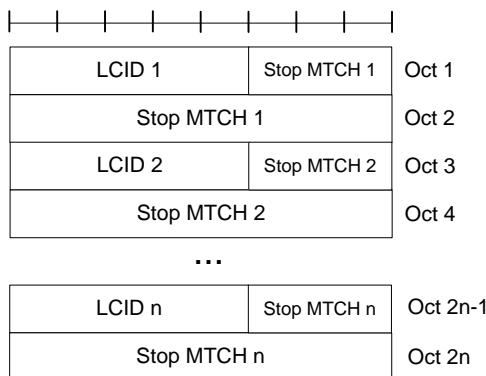 LCID 1 Stop MTCH 1 Oct 1
Stop MTCH 1 Oct 2
LCID 2 Stop MTCH 2 Oct 3
Stop MTCH 2 Oct 4
...
LCID n Stop MTCH n Oct 2n-1
Stop MTCH n Oct 2n